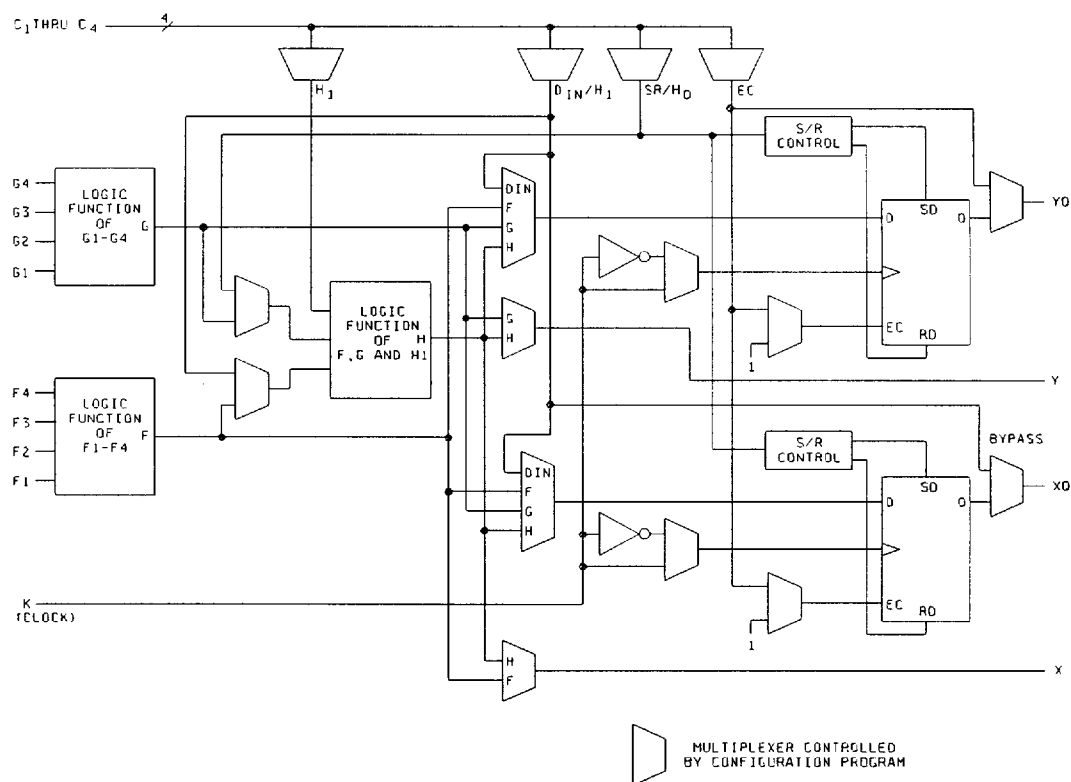 C1 THRU C4
4
H1
DIN/H1
SR/H0
EC
S/R
CONTROL
G4
G3
G2
G1
LOGIC
FUNCTION
OF
G1-G4
G
DIN
F
G
H
D
SD
Q
YQ
EC
RD
1
LOGIC
FUNCTION
OF
F,G AND H1
H
G
H
Y
F4
F3
F2
F1
LOGIC
FUNCTION
OF
F1-F4
F
S/R
CONTROL
BYPASS
DIN
F
G
H
D
SD
Q
XQ
EC
RD
1
K
(CLOCK)
H
F
X
MULTIPLEXER CONTROLLED
BY CONFIGURATION PROGRAM